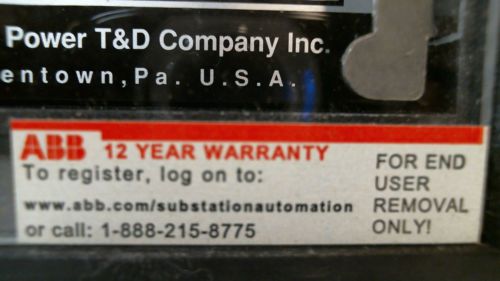 Power T&D Company Inc.
entown, Pa. U.S.A.
ABB 12 YEAR WARRANTY
To register, log on to:
www.abb.com/substationautomation
or call: 1-888-215-8775
FOR END
USER
REMOVAL
ONLY!